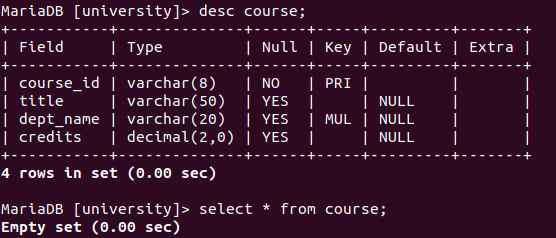 MariaDB [university]> desc course;
+-----------+--------------+------+-----+---------+-------+
| Field     | Type         | Null | Key | Default | Extra |
+-----------+--------------+------+-----+---------+-------+
| course_id | varchar(8)   | NO   | PRI |         |       |
| title     | varchar(50)  | YES  |     | NULL    |       |
| dept_name | varchar(20)  | YES  | MUL | NULL    |       |
| credits   | decimal(2,0) | YES  |     | NULL    |       |
+-----------+--------------+------+-----+---------+-------+
4 rows in set (0.00 sec)
MariaDB [university]> select * from course;
Empty set (0.00 sec)